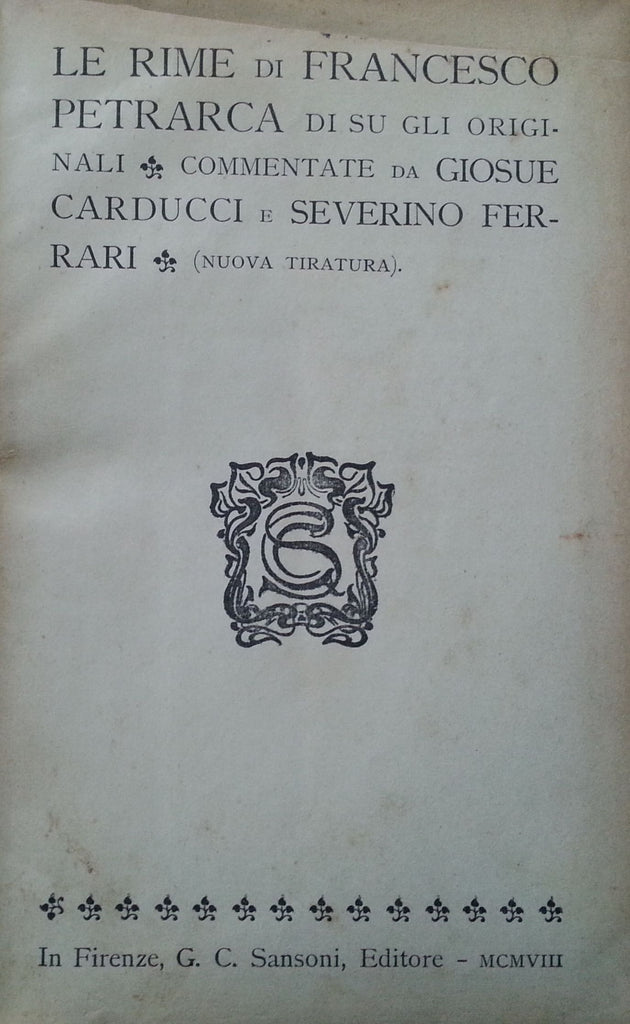 LE RIME DI FRANCESCO
PETRARCA DI SU GLI ORIGI-
NALI COMMENTATE DA GIOSUE
CARDUCCI E SEVERINO FER-
RARI (NUOVA TIRATURA).
In Firenze, G. C. Sansoni, Editore - MCMVIII